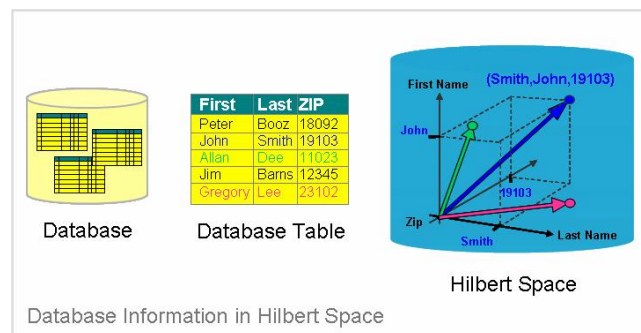 First Last ZIP
Peter Booz 18092
John Smith 19103
Allan Dee 11023
Jim Barns 12345
Gregory Lee 23102
Database
Database Table
(Smith,John,19103)
First Name
John
19103
Zip
Smith
Last Name
Hilbert Space
Database Information in Hilbert Space